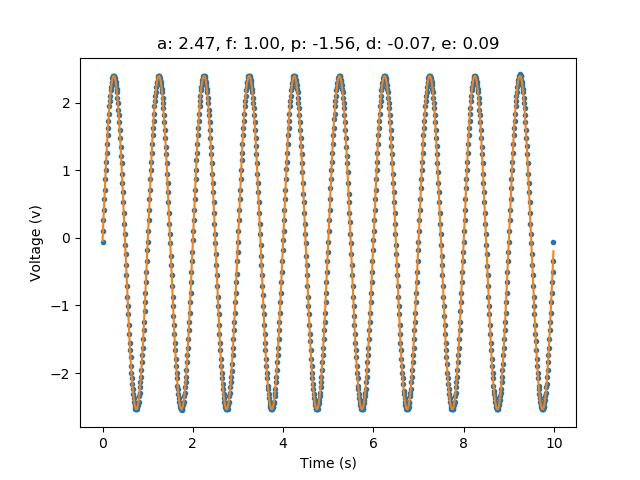 a: 2.47, f: 1.00, p: -1.56, d: -0.07, e: 0.09
2
1
0
−1
−2
Voltage (v)
0 2 4 6 8 10
Time (s)